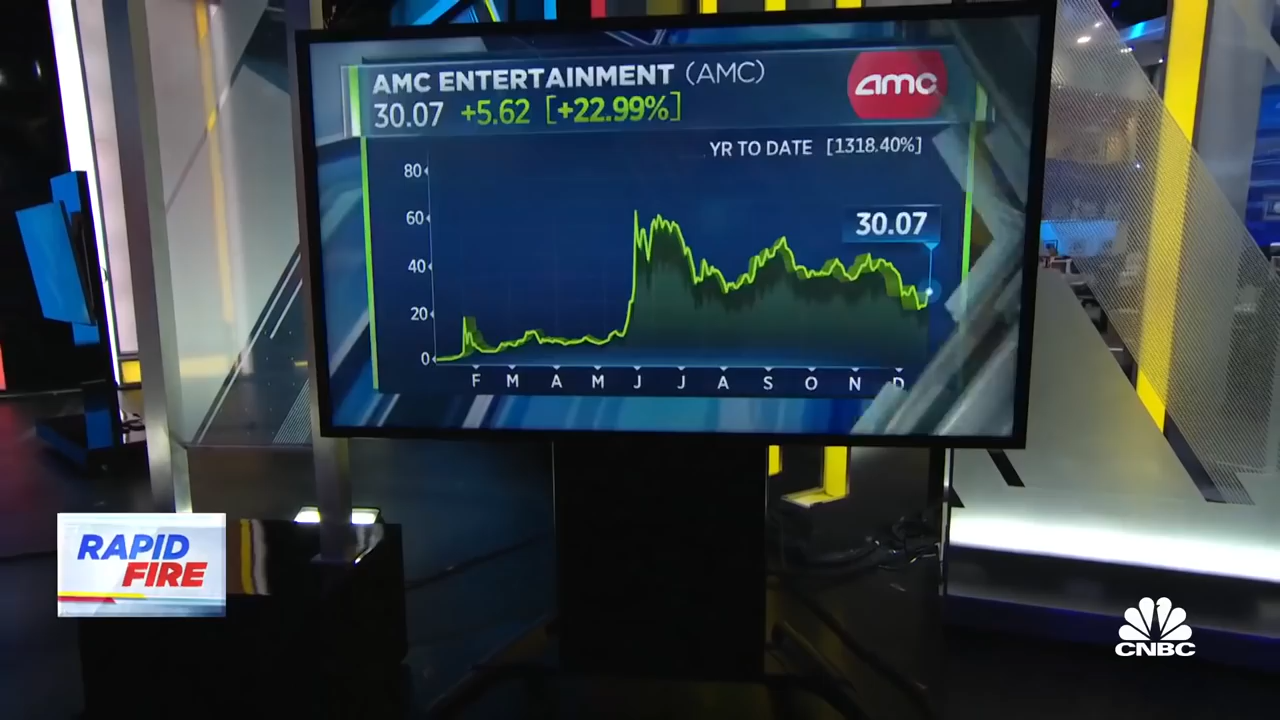 AMC ENTERTAINMENT (AMC)
amc
30.07 +5.62 [+22.99%]
YR TO DATE [1318.40%]
80
60
30.07
40
20
0
F M A M J J A S O N D
RAPID
FIRE
CNBC